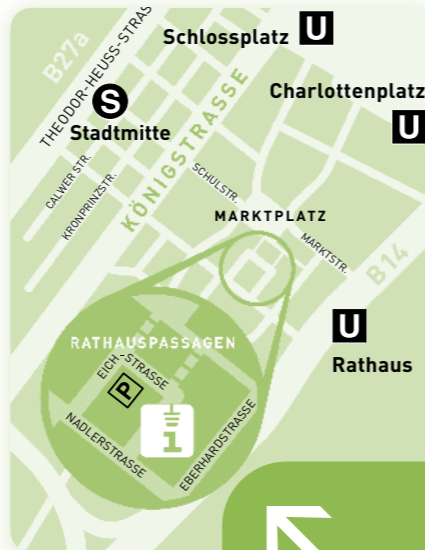 Schlossplatz U
B27a
THEODOR-HEUSS-STRAS
Charlottenplatz
U
S
Stadtmitte
KÖNIGSTRASSE
CALWER STR.
KRONPRINZSTR.
SCHULSTR.
MARKTPLATZ
MARKTSTR.
B14
U
Rathaus
RATHAUSPASSAGEN
EICH-STRASSE
P
i
NADLERSTRASSE
EBERHARDSTRASSE